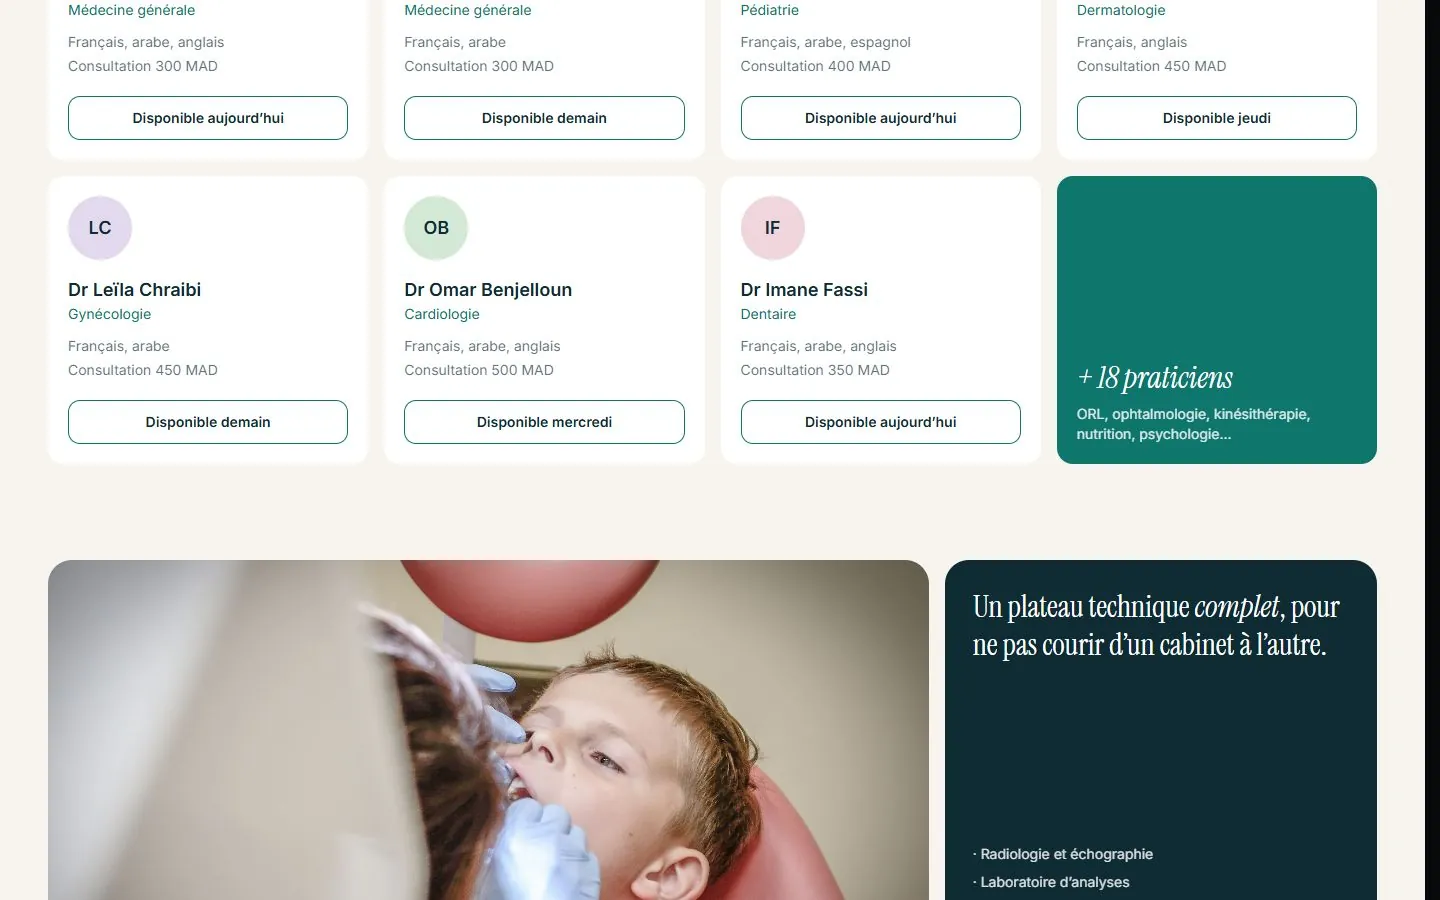 Médecine générale
Français, arabe, anglais
Consultation 300 MAD
Disponible aujourd’hui
Médecine générale
Français, arabe
Consultation 300 MAD
Disponible demain
Pédiatrie
Français, arabe, espagnol
Consultation 400 MAD
Disponible aujourd’hui
Dermatologie
Français, anglais
Consultation 450 MAD
Disponible jeudi
LC
Dr Leïla Chraibi
Gynécologie
Français, arabe
Consultation 450 MAD
Disponible demain
OB
Dr Omar Benjelloun
Cardiologie
Français, arabe, anglais
Consultation 500 MAD
Disponible mercredi
IF
Dr Imane Fassi
Dentaire
Français, arabe, anglais
Consultation 350 MAD
Disponible aujourd’hui
+ 18 praticiens
ORL, ophtalmologie, kinésithérapie,
nutrition, psychologie…
Un plateau technique complet, pour
ne pas courir d’un cabinet à l’autre.
· Radiologie et échographie
· Laboratoire d’analyses